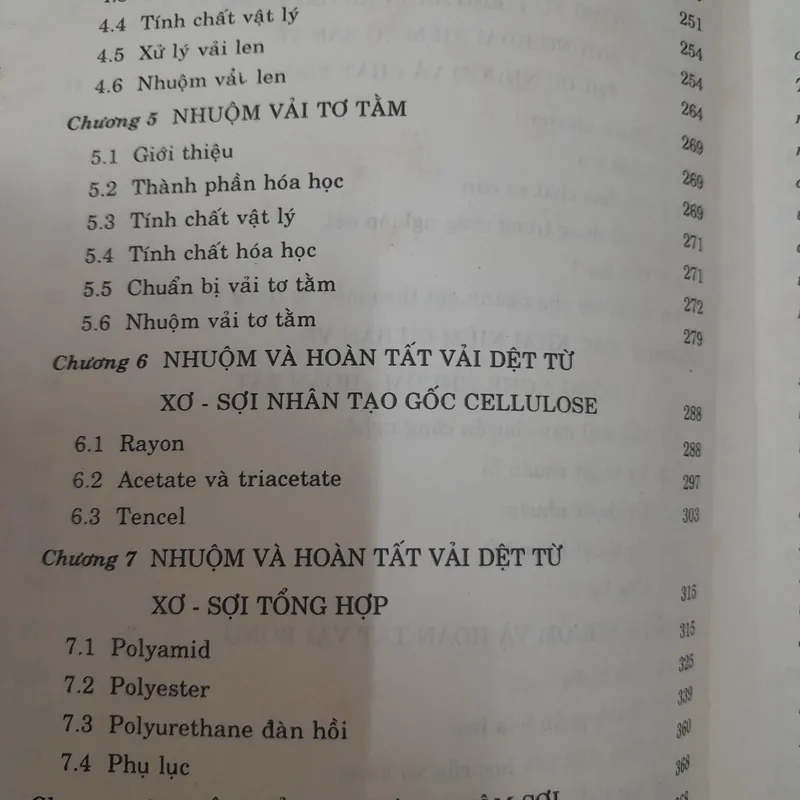 4.4 Tính chất vật lý 251
4.5 Xử lý vải len 254
4.6 Nhuộm vải len 254
Chương 5 NHUỘM VẢI TƠ TẰM 264
5.1 Giới thiệu 269
5.2 Thành phần hóa học 269
5.3 Tính chất vật lý 269
5.4 Tính chất hóa học 271
5.5 Chuẩn bị vải tơ tằm 271
5.6 Nhuộm vải tơ tằm 272
279
Chương 6 NHUỘM VÀ HOÀN TẤT VẢI DỆT TỪ
XƠ - SỢI NHÂN TẠO GỐC CELLULOSE 288
6.1 Rayon 288
6.2 Acetate và triacetate 297
6.3 Tencel 303
Chương 7 NHUỘM VÀ HOÀN TẤT VẢI DỆT TỪ
XƠ - SỢI TỔNG HỢP 315
7.1 Polyamid 315
7.2 Polyester 325
7.3 Polyurethane đàn hồi 339
7.4 Phụ lục 360
368